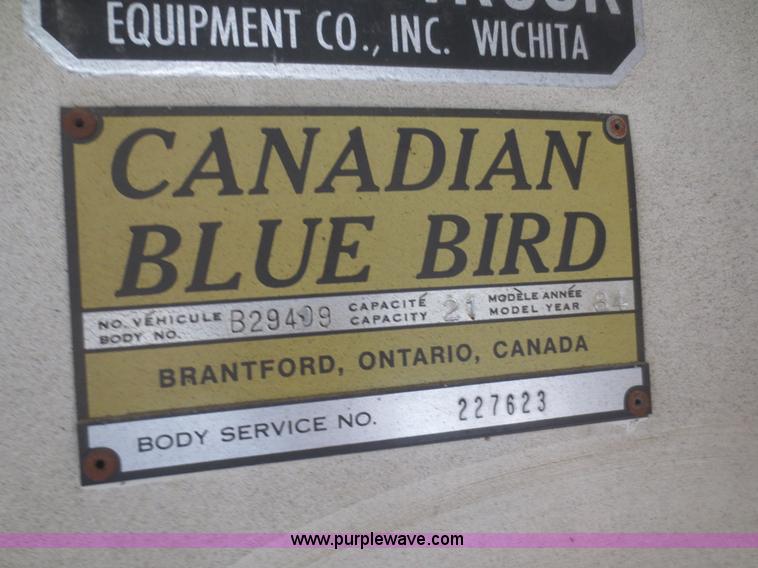 EQUIPMENT CO., INC. WICHITA
CANADIAN
BLUE BIRD
NO. VÉHICULE
BODY NO. B29409 CAPACITÉ
CAPACITY 21 MODÈLE ANNÉE
MODEL YEAR 84
BRANTFORD, ONTARIO, CANADA
BODY SERVICE NO. 227623
www.purplewave.com